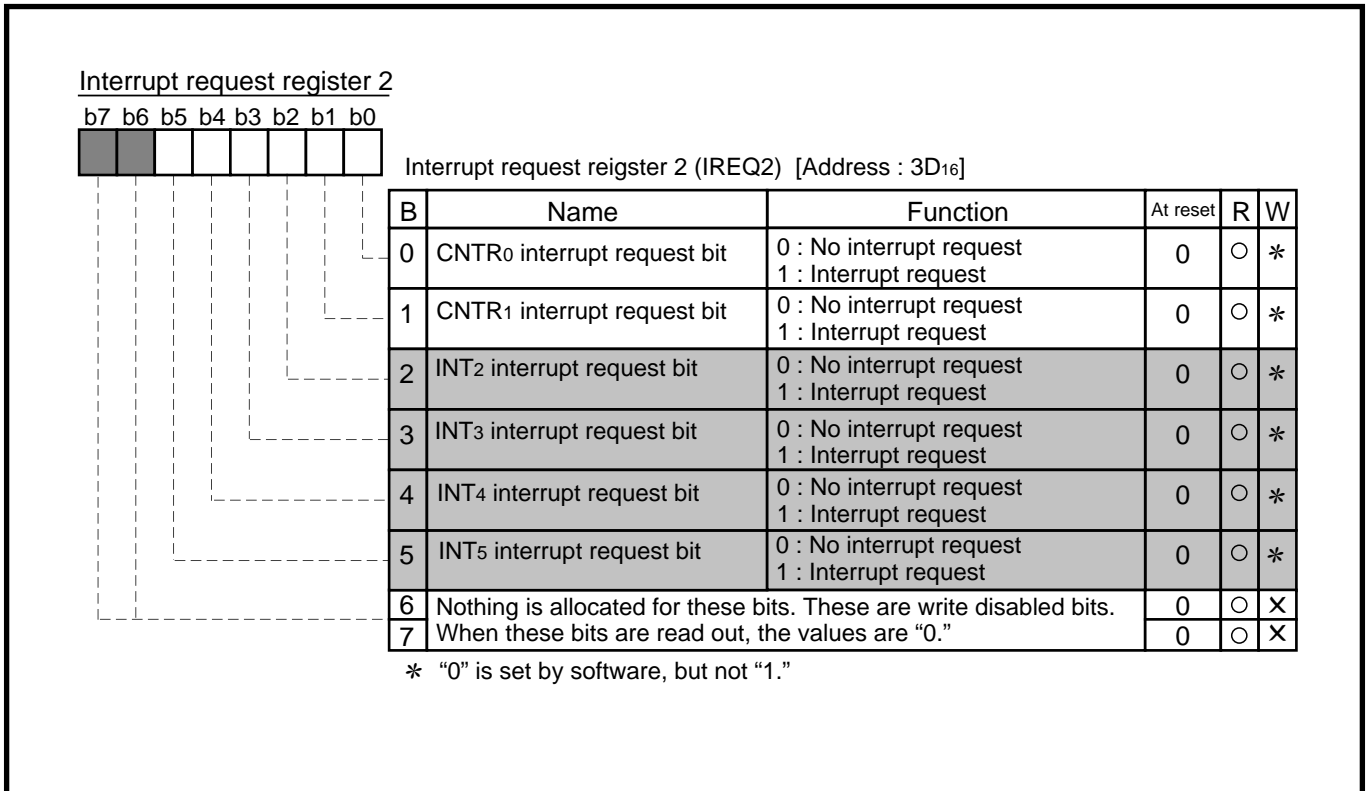 Interrupt request register 2
b7 b6 b5 b4 b3 b2 b1 b0
Interrupt request reigster 2 (IREQ2) [Address : 3D16]
B Name Function At reset R W
0 CNTR0 interrupt request bit 0 : No interrupt request 0 ○ *
1 : Interrupt request
1 CNTR1 interrupt request bit 0 : No interrupt request 0 ○ *
1 : Interrupt request
2 INT2 interrupt request bit 0 : No interrupt request 0 ○ *
1 : Interrupt request
3 INT3 interrupt request bit 0 : No interrupt request 0 ○ *
1 : Interrupt request
4 INT4 interrupt request bit 0 : No interrupt request 0 ○ *
1 : Interrupt request
5 INT5 interrupt request bit 0 : No interrupt request 0 ○ *
1 : Interrupt request
6 Nothing is allocated for these bits. These are write disabled bits. 0 ○ ×
7 When these bits are read out, the values are “0.” 0 ○ ×
* “0” is set by software, but not “1.”